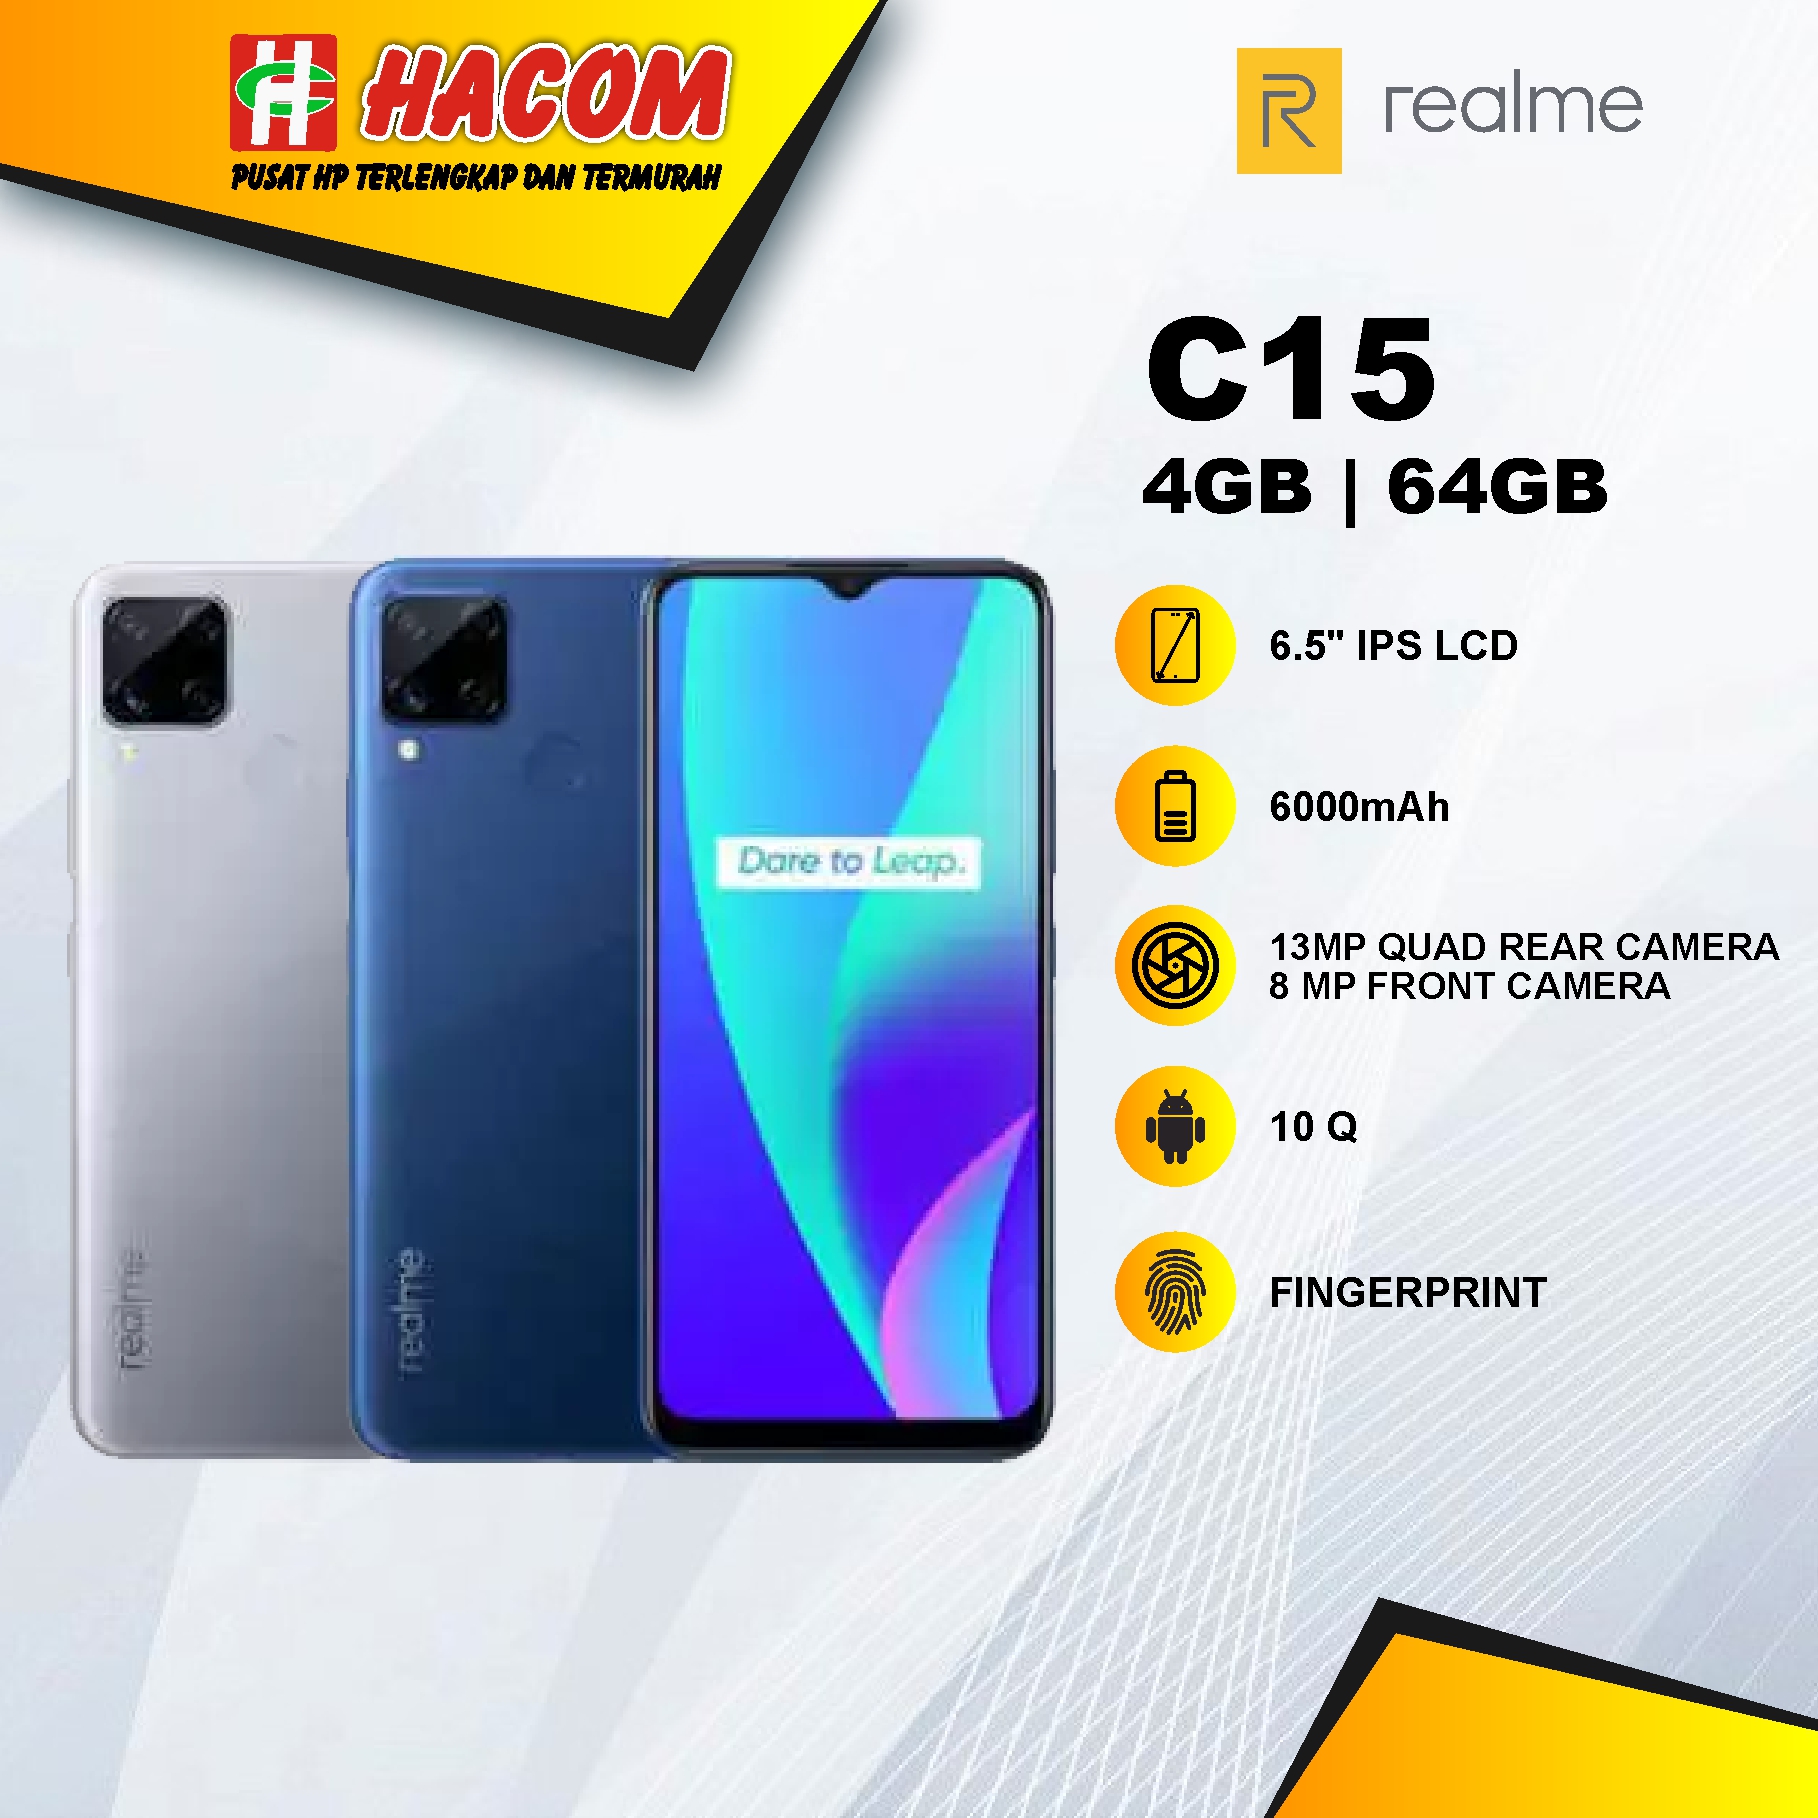 HACOM
PUSAT HP TERLENGKAP DAN TERMURAH
realme
C15
4GB | 64GB
6.5" IPS LCD
6000mAh
13MP QUAD REAR CAMERA
8 MP FRONT CAMERA
10 Q
FINGERPRINT
Dare to Leap.
realme
realme